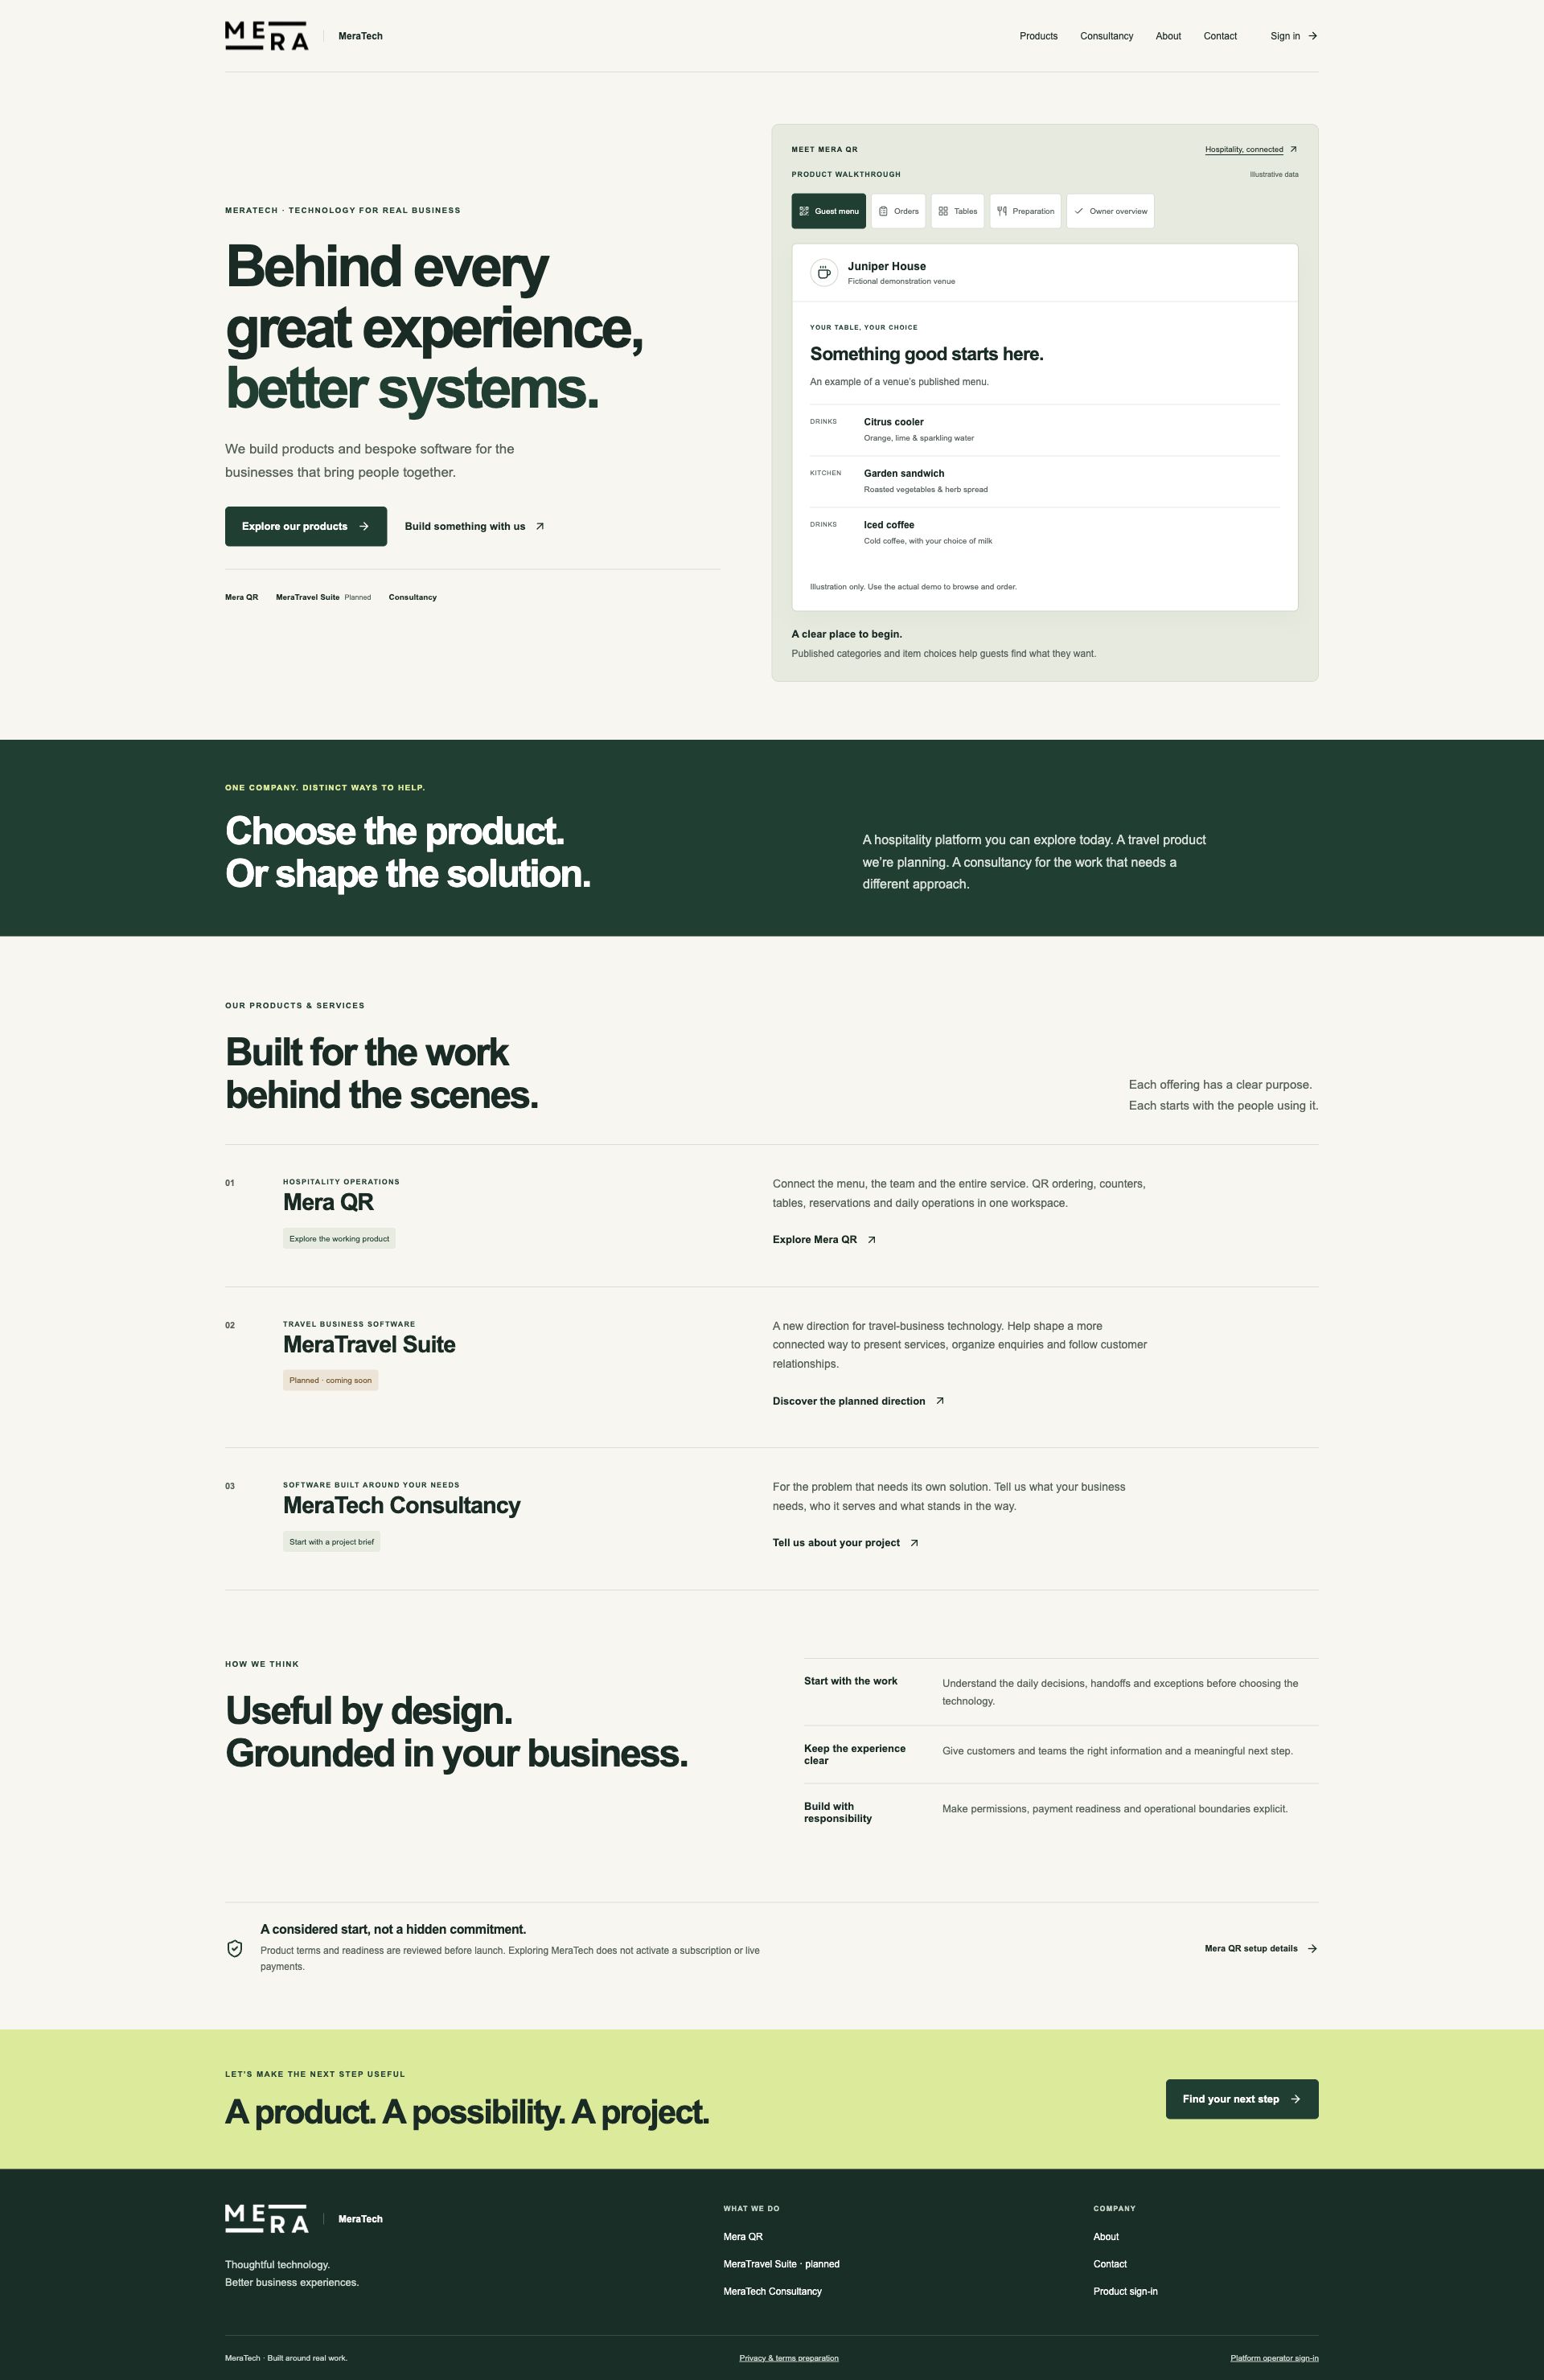 MERA
MeraTech
Products
Consultancy
About
Contact
Sign in
MERATECH · TECHNOLOGY FOR REAL BUSINESS
Behind every
great experience,
better systems.
We build products and bespoke software for the
businesses that bring people together.
Explore our products
Build something with us
Mera QR
MeraTravel Suite Planned
Consultancy
MEET MERA QR
Hospitality, connected
PRODUCT WALKTHROUGH
Illustrative data
Guest menu
Orders
Tables
Preparation
Owner overview
Juniper House
Fictional demonstration venue
YOUR TABLE, YOUR CHOICE
Something good starts here.
An example of a venue's published menu.
DRINKS
Citrus cooler
Orange, lime & sparkling water
KITCHEN
Garden sandwich
Roasted vegetables & herb spread
DRINKS
Iced coffee
Cold coffee, with your choice of milk
Illustration only. Use the actual demo to browse and order.
A clear place to begin.
Published categories and item choices help guests find what they want.
ONE COMPANY. DISTINCT WAYS TO HELP.
Choose the product.
Or shape the solution.
A hospitality platform you can explore today. A travel product
we're planning. A consultancy for the work that needs a
different approach.
OUR PRODUCTS & SERVICES
Built for the work
behind the scenes.
Each offering has a clear purpose.
Each starts with the people using it.
01
HOSPITALITY OPERATIONS
Mera QR
Explore the working product
Connect the menu, the team and the entire service. QR ordering, counters,
tables, reservations and daily operations in one workspace.
Explore Mera QR
02
TRAVEL BUSINESS SOFTWARE
MeraTravel Suite
Planned · coming soon
A new direction for travel-business technology. Help shape a more
connected way to present services, organize enquiries and follow customer
relationships.
Discover the planned direction
03
SOFTWARE BUILT AROUND YOUR NEEDS
MeraTech Consultancy
Start with a project brief
For the problem that needs its own solution. Tell us what your business
needs, who it serves and what stands in the way.
Tell us about your project
HOW WE THINK
Useful by design.
Grounded in your business.
Start with the work
Understand the daily decisions, handoffs and exceptions before choosing the
technology.
Keep the experience
clear
Give customers and teams the right information and a meaningful next step.
Build with
responsibility
Make permissions, payment readiness and operational boundaries explicit.
A considered start, not a hidden commitment.
Product terms and readiness are reviewed before launch. Exploring MeraTech does not activate a subscription or live
payments.
Mera QR setup details
LET'S MAKE THE NEXT STEP USEFUL
A product. A possibility. A project.
Find your next step
MERA
MeraTech
Thoughtful technology.
Better business experiences.
WHAT WE DO
Mera QR
MeraTravel Suite · planned
MeraTech Consultancy
COMPANY
About
Contact
Product sign-in
MeraTech · Built around real work.
Privacy & terms preparation
Platform operator sign-in